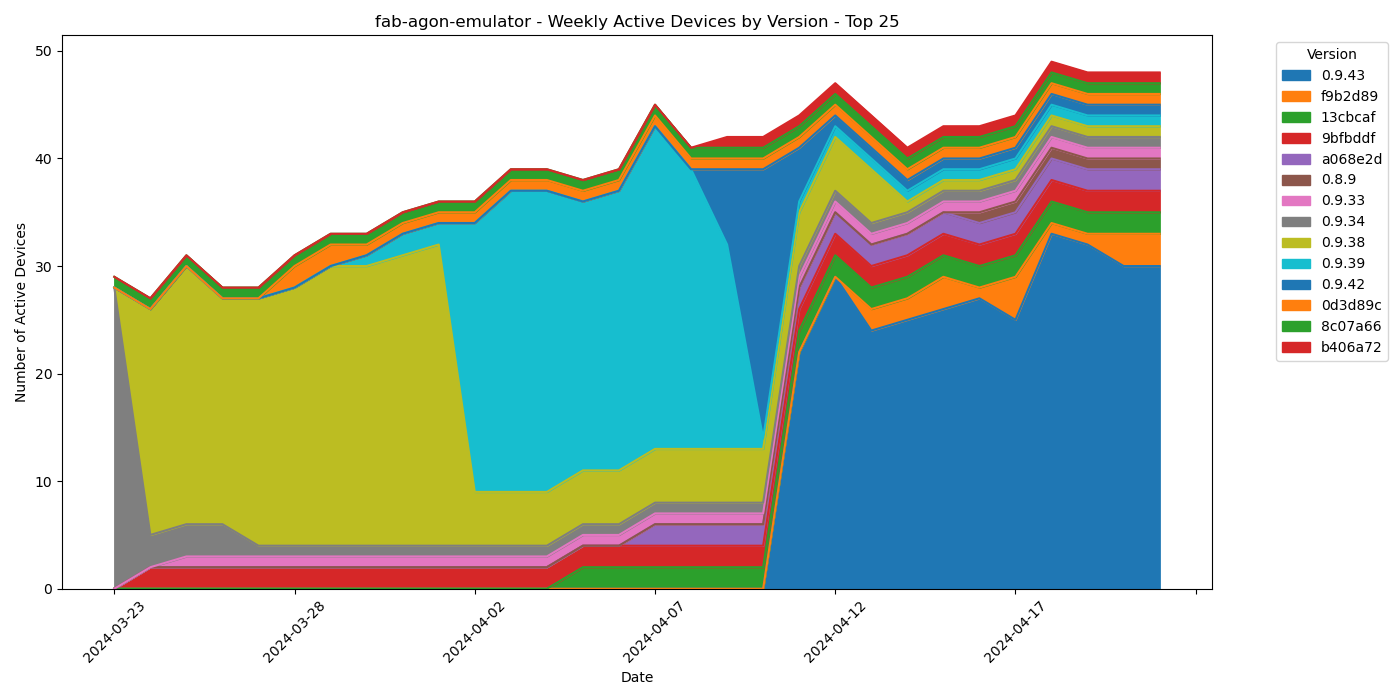 fab-agon-emulator - Weekly Active Devices by Version - Top 25
50
40
30
20
10
0
Number of Active Devices
2024-03-23
2024-03-28
2024-04-02
2024-04-07
2024-04-12
2024-04-17
Date
Version
0.9.43
f9b2d89
13cbcaf
9bfbddf
a068e2d
0.8.9
0.9.33
0.9.34
0.9.38
0.9.39
0.9.42
0d3d89c
8c07a66
b406a72